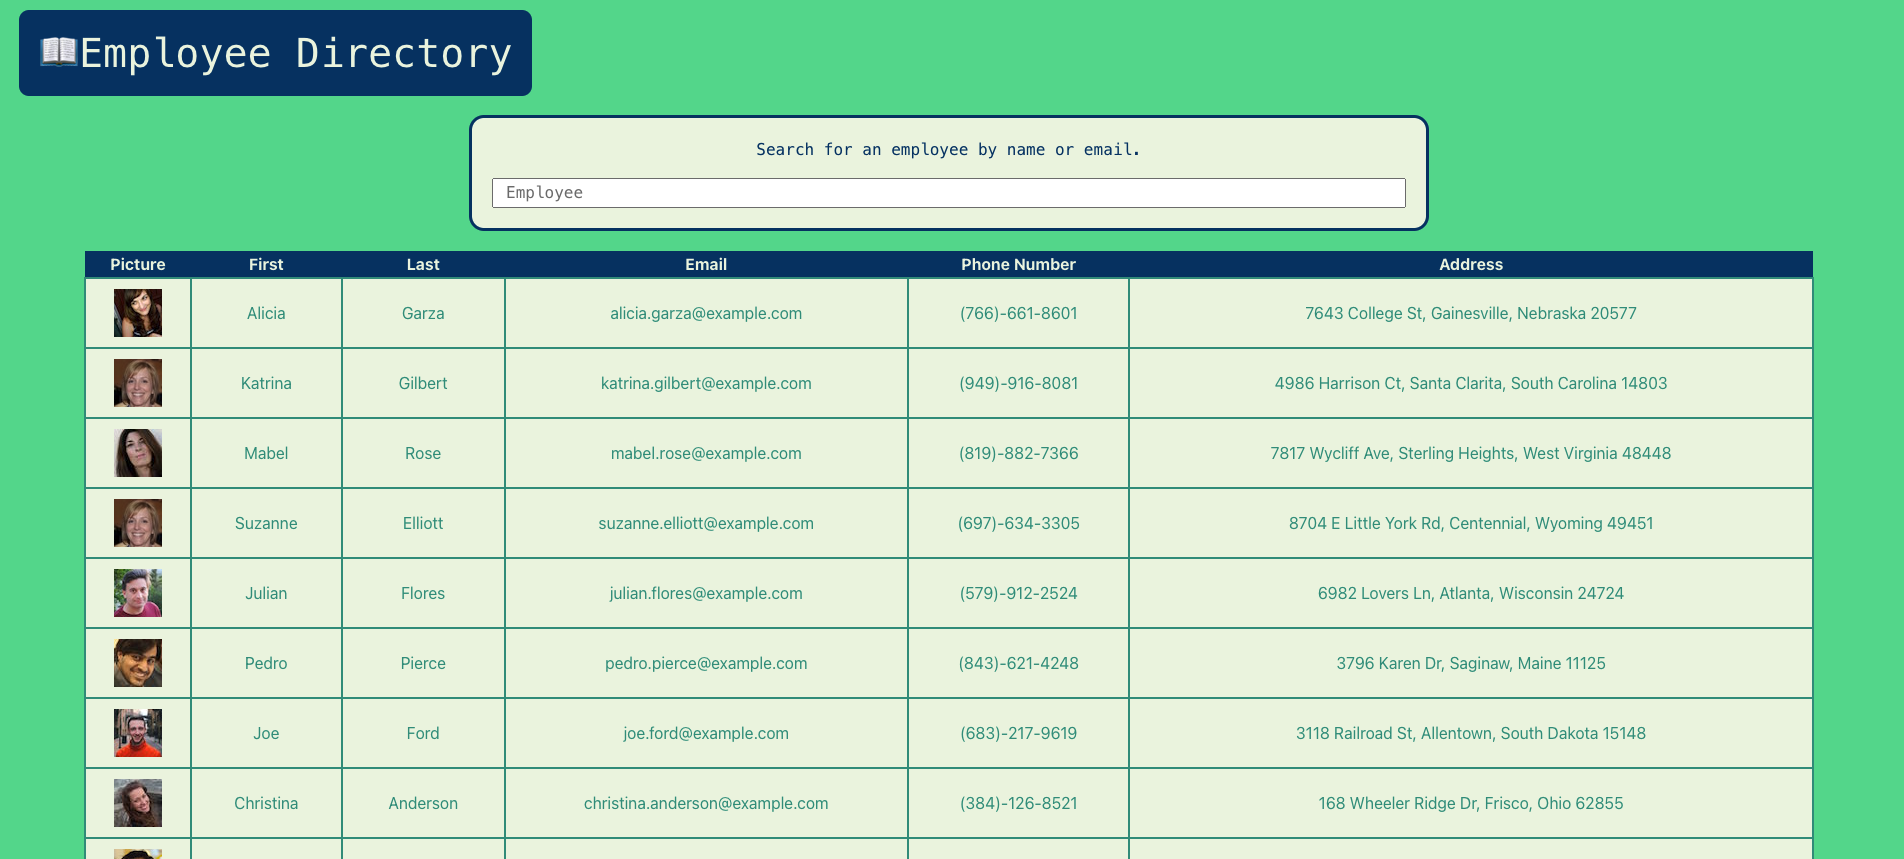 📖Employee Directory
Search for an employee by name or email.
Employee
Picture First Last Email Phone Number Address
Alicia Garza alicia.garza@example.com (766)-661-8601 7643 College St, Gainesville, Nebraska 20577
Katrina Gilbert katrina.gilbert@example.com (949)-916-8081 4986 Harrison Ct, Santa Clarita, South Carolina 14803
Mabel Rose mabel.rose@example.com (819)-882-7366 7817 Wycliff Ave, Sterling Heights, West Virginia 48448
Suzanne Elliott suzanne.elliott@example.com (697)-634-3305 8704 E Little York Rd, Centennial, Wyoming 49451
Julian Flores julian.flores@example.com (579)-912-2524 6982 Lovers Ln, Atlanta, Wisconsin 24724
Pedro Pierce pedro.pierce@example.com (843)-621-4248 3796 Karen Dr, Saginaw, Maine 11125
Joe Ford joe.ford@example.com (683)-217-9619 3118 Railroad St, Allentown, South Dakota 15148
Christina Anderson christina.anderson@example.com (384)-126-8521 168 Wheeler Ridge Dr, Frisco, Ohio 62855